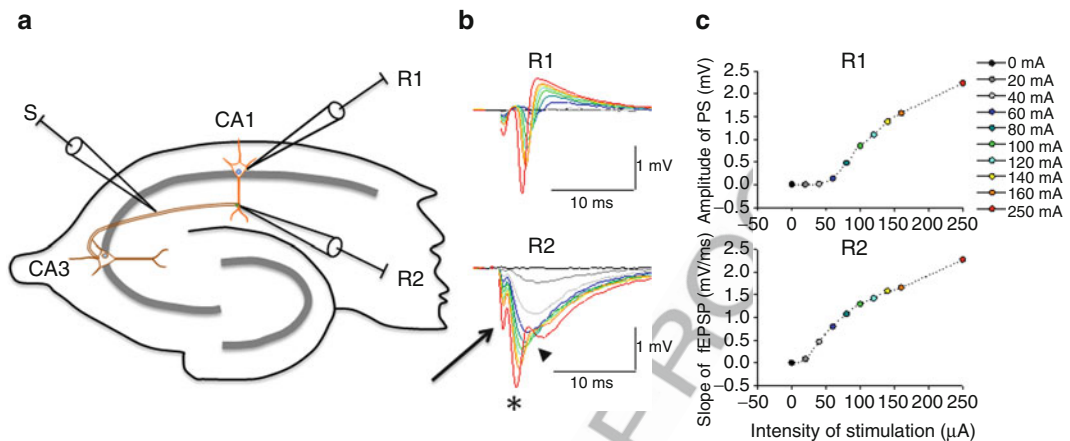 a
S
CA1
R1
R2
CA3
b
R1
1 mV
10 ms
R2
1 mV
10 ms
*
c
R1
Amplitude of PS (mV)
2.5
2.0
1.5
1.0
0.5
0.0
−0.5
−50 0 50 100 150 200 250
R2
Slope of fEPSP (mV/ms)
2.5
2.0
1.5
1.0
0.5
0.0
−0.5
−50 0 50 100 150 200 250
Intensity of stimulation (µA)
0 mA
20 mA
40 mA
60 mA
80 mA
100 mA
120 mA
140 mA
160 mA
250 mA